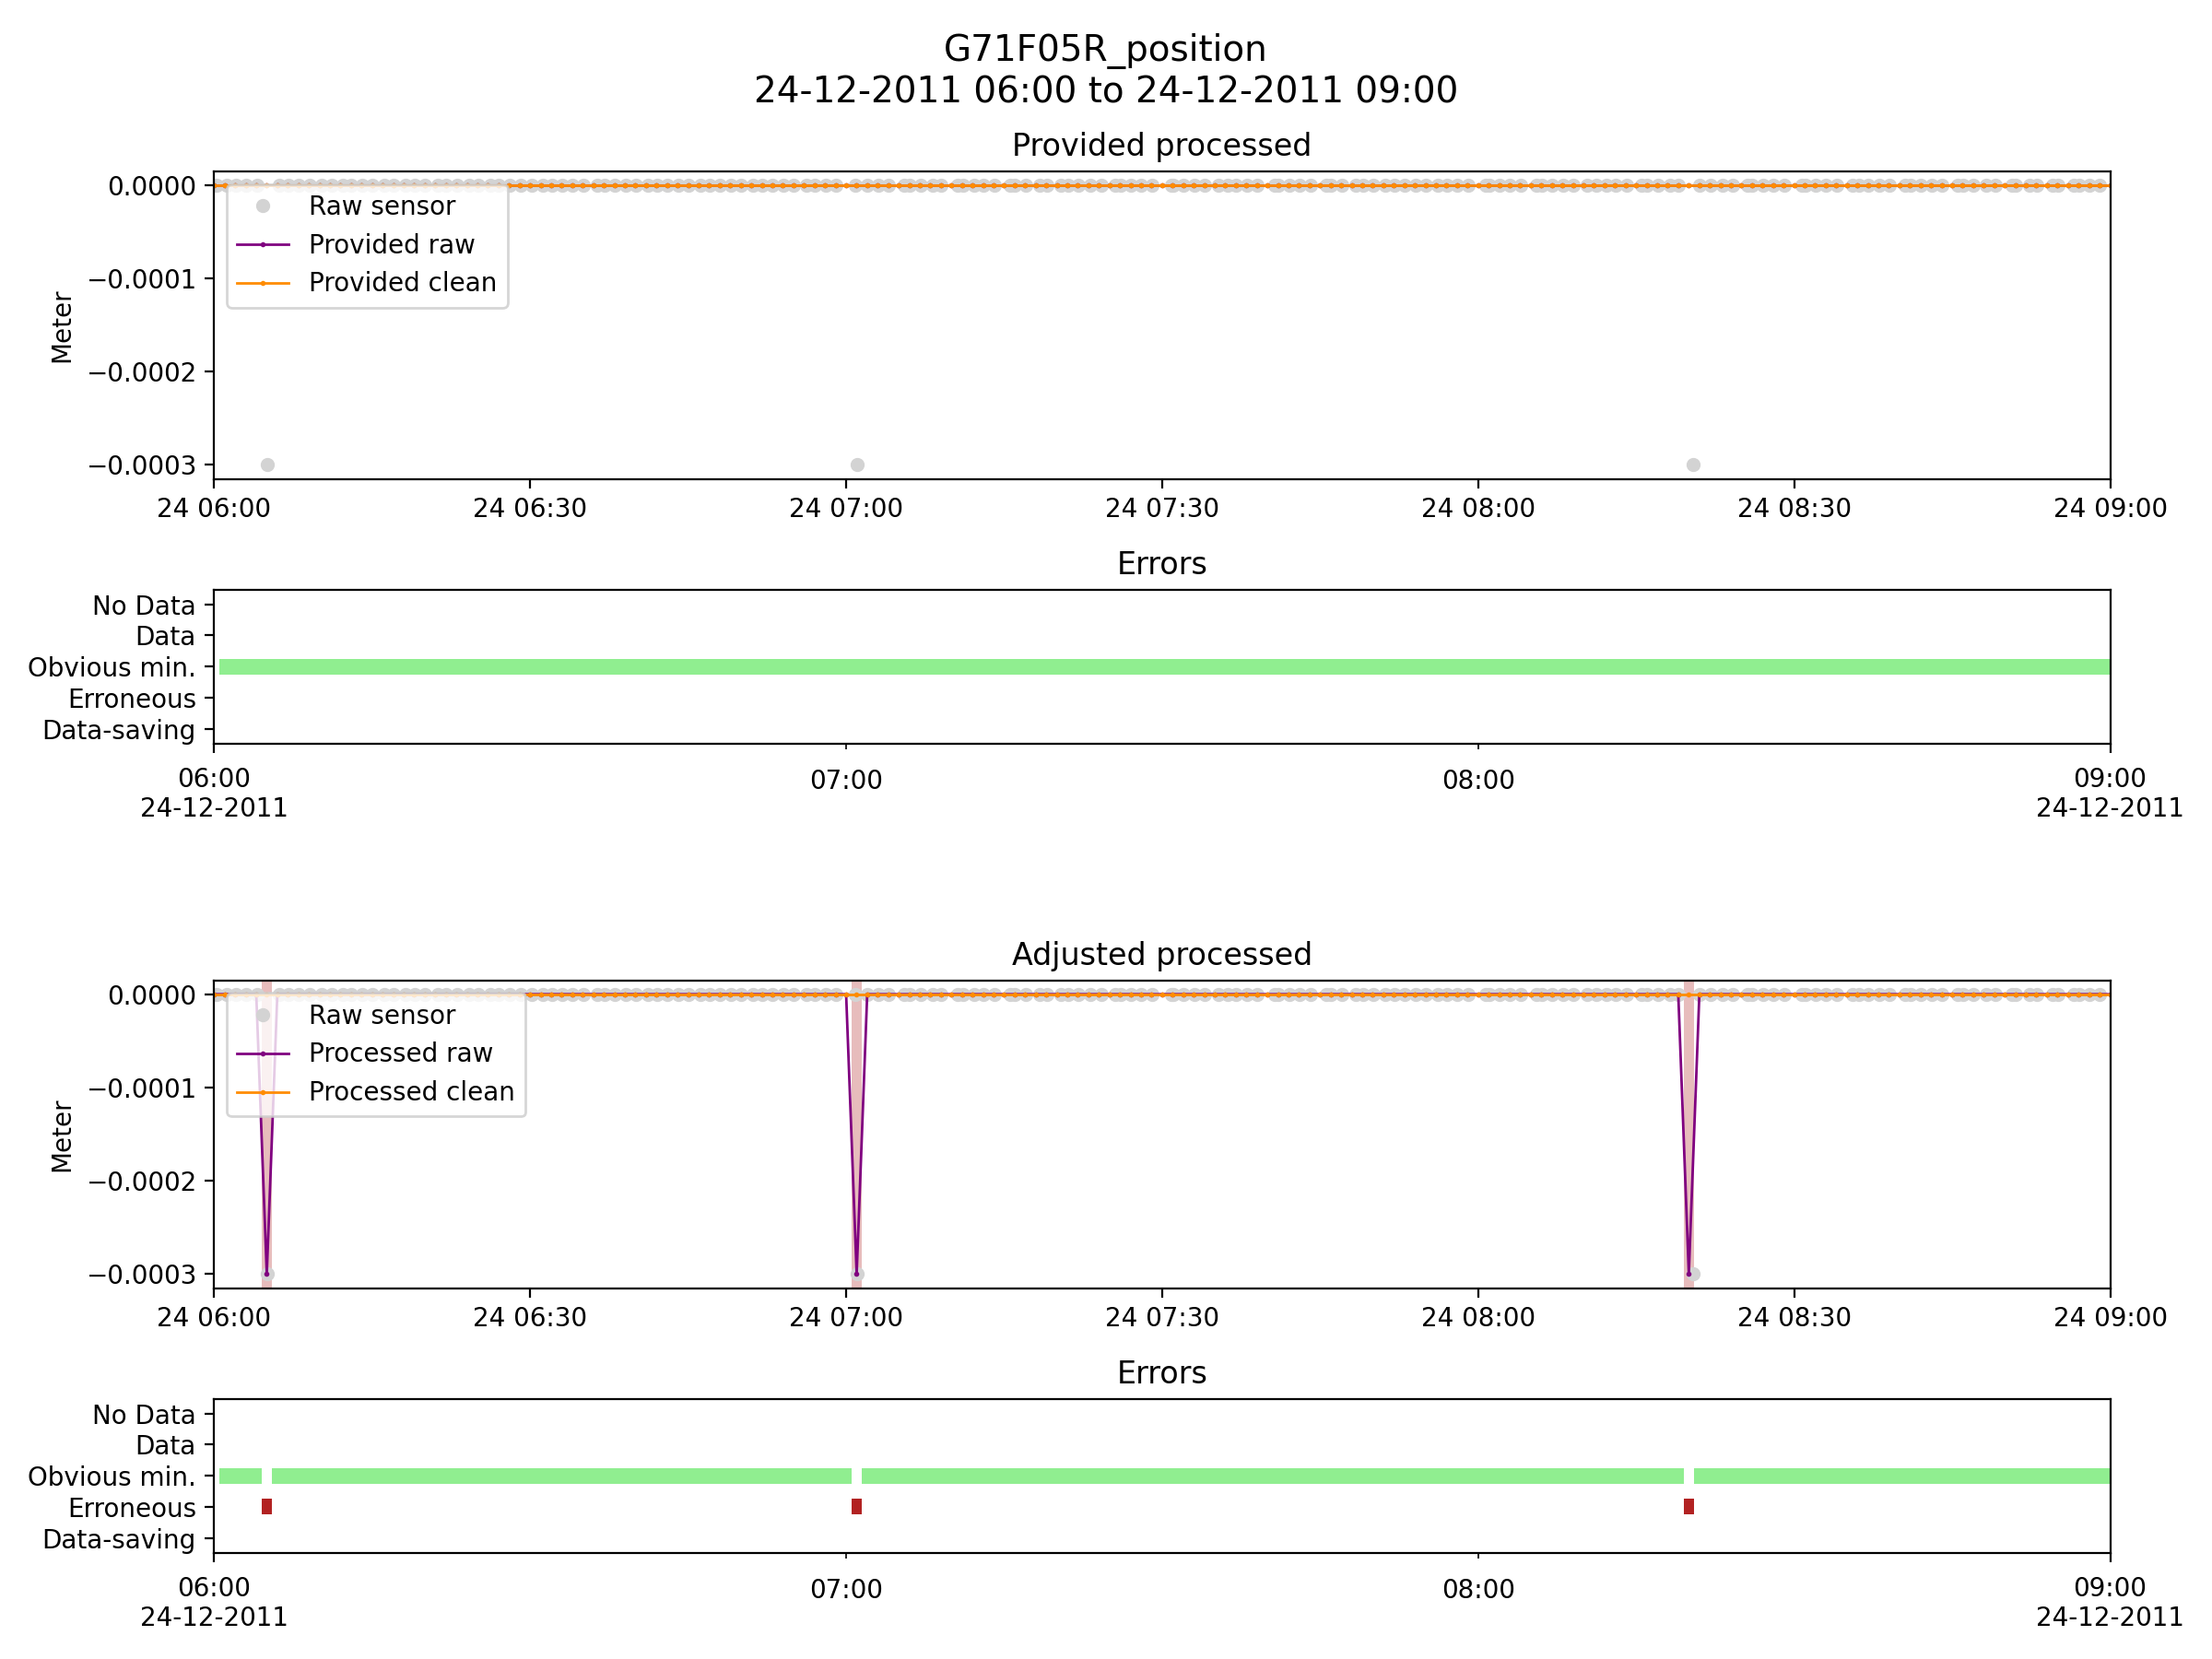 G71F05R_position
24-12-2011 06:00 to 24-12-2011 09:00
Provided processed
Meter
0.0000
−0.0001
−0.0002
−0.0003
Raw sensor
Provided raw
Provided clean
24 06:00 24 06:30 24 07:00 24 07:30 24 08:00 24 08:30 24 09:00
Errors
No Data
Data
Obvious min.
Erroneous
Data-saving
06:00 07:00 08:00 09:00
24-12-2011 24-12-2011
Adjusted processed
Meter
0.0000
−0.0001
−0.0002
−0.0003
Raw sensor
Processed raw
Processed clean
24 06:00 24 06:30 24 07:00 24 07:30 24 08:00 24 08:30 24 09:00
Errors
No Data
Data
Obvious min.
Erroneous
Data-saving
06:00 07:00 08:00 09:00
24-12-2011 24-12-2011